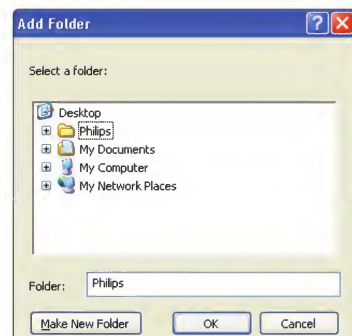 Add Folder
Select a folder:
Desktop
Philips
My Documents
My Computer
My Network Places
Folder: Philips
Make New Folder OK Cancel